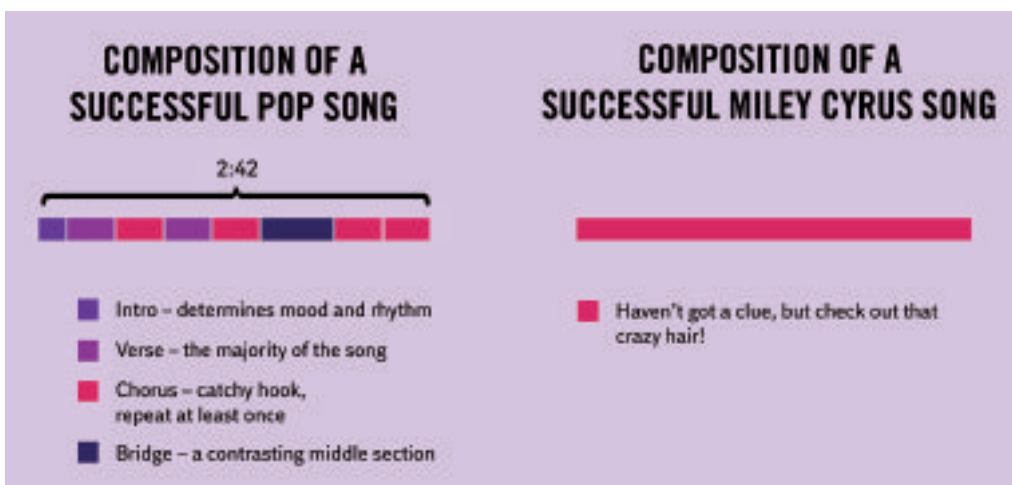 COMPOSITION OF A
SUCCESSFUL POP SONG
2:42
Intro – determines mood and rhythm
Verse – the majority of the song
Chorus – catchy hook,
repeat at least once
Bridge – a contrasting middle section
COMPOSITION OF A
SUCCESSFUL MILEY CYRUS SONG
Haven't got a clue, but check out that
crazy hair!